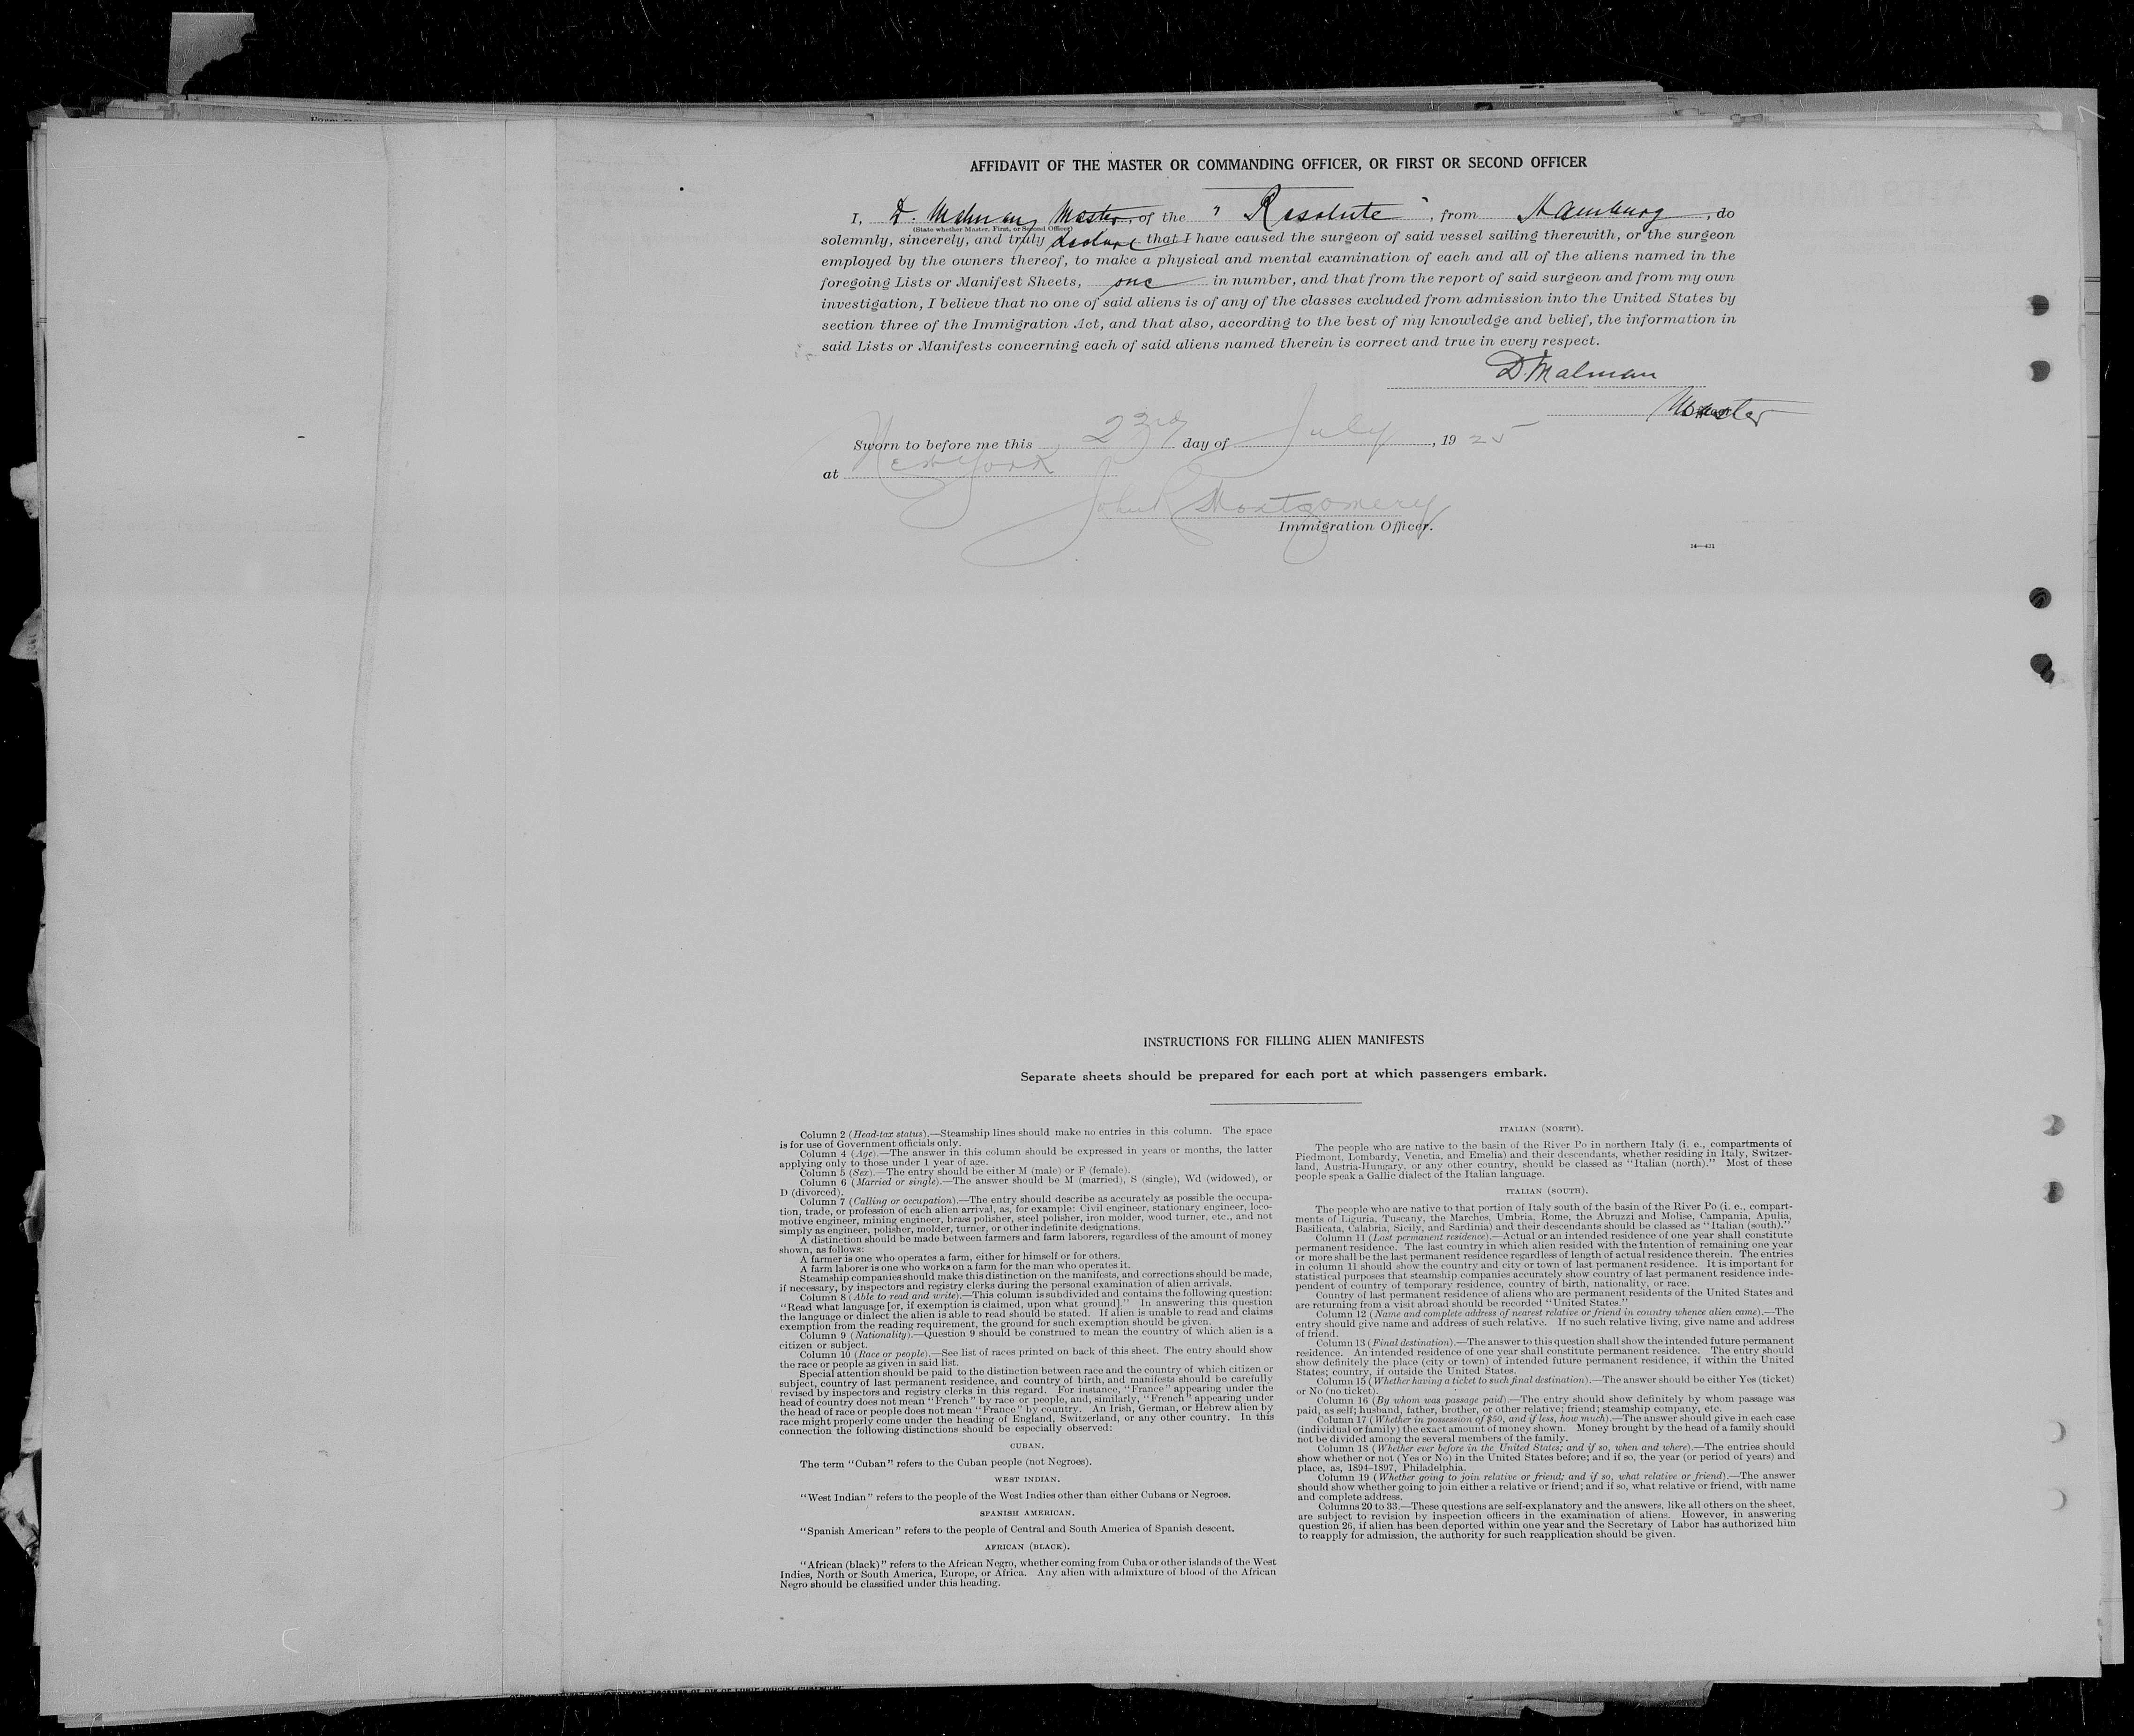 AFFIDAVIT OF THE MASTER OR COMMANDING OFFICER, OR FIRST OR SECOND OFFICER
I, D. Malman, Master, of the "Resolute", from Hamburg, do
(State whether Master, First, or Second Officer)
solemnly, sincerely, and truly declare that I have caused the surgeon of said vessel sailing therewith, or the surgeon
employed by the owners thereof, to make a physical and mental examination of each and all of the aliens named in the
foregoing Lists or Manifest Sheets, one in number, and that from the report of said surgeon and from my own
investigation, I believe that no one of said aliens is of any of the classes excluded from admission into the United States by
section three of the Immigration Act, and that also, according to the best of my knowledge and belief, the information in
said Lists or Manifests concerning each of said aliens named therein is correct and true in every respect.
D. Malman
Master
Sworn to before me this 23rd day of July, 1925
at New York
John R Montgomery
Immigration Officer.
14—421
INSTRUCTIONS FOR FILLING ALIEN MANIFESTS
Separate sheets should be prepared for each port at which passengers embark.
Column 2 (Head-tax status).—Steamship lines should make no entries in this column. The space
is for use of Government officials only.
Column 4 (Age).—The answer in this column should be expressed in years or months, the latter
applying only to those under 1 year of age.
Column 5 (Sex).—The entry should be either M (male) or F (female).
Column 6 (Married or single).—The answer should be M (married), S (single), Wd (widowed), or
D (divorced).
Column 7 (Calling or occupation).—The entry should describe as accurately as possible the occupa-
tion, trade, or profession of each alien arrival, as, for example: Civil engineer, stationary engineer, loco-
motive engineer, mining engineer, brass polisher, steel polisher, iron molder, wood turner, etc., and not
simply as engineer, polisher, molder, turner, or other indefinite designations.
A distinction should be made between farmers and farm laborers, regardless of the amount of money
shown, as follows:
A farmer is one who operates a farm, either for himself or for others.
A farm laborer is one who works on a farm for the man who operates it.
Steamship companies should make this distinction on the manifests, and corrections should be made,
if necessary, by inspectors and registry clerks during the personal examination of alien arrivals.
Column 8 (Able to read and write).—This column is subdivided and contains the following question:
"Read what language [or, if exemption is claimed, upon what ground]." In answering this question
the language or dialect the alien is able to read should be stated. If alien is unable to read and claims
exemption from the reading requirement, the ground for such exemption should be given.
Column 9 (Nationality).—Question 9 should be construed to mean the country of which alien is a
citizen or subject.
Column 10 (Race or people).—See list of races printed on back of this sheet. The entry should show
the race or people as given in said list.
Special attention should be paid to the distinction between race and the country of which citizen or
subject, country of last permanent residence, and country of birth, and manifests should be carefully
revised by inspectors and registry clerks in this regard. For instance, "France" appearing under the
head of country does not mean "French" by race or people, and, similarly, "French" appearing under
the head of race or people does not mean "France" by country. An Irish, German, or Hebrew alien by
race might properly come under the heading of England, Switzerland, or any other country. In this
connection the following distinctions should be especially observed:
CUBAN.
The term "Cuban" refers to the Cuban people (not Negroes).
WEST INDIAN.
"West Indian" refers to the people of the West Indies other than either Cubans or Negroes.
SPANISH AMERICAN.
"Spanish American" refers to the people of Central and South America of Spanish descent.
AFRICAN (BLACK).
"African (black)" refers to the African Negro, whether coming from Cuba or other islands of the West
Indies, North or South America, Europe, or Africa. Any alien with admixture of blood of the African
Negro should be classified under this heading.
ITALIAN (NORTH).
The people who are native to the basin of the River Po in northern Italy (i. e., compartments of
Piedmont, Lombardy, Venetia, and Emelia) and their descendants, whether residing in Italy, Switzer-
land, Austria-Hungary, or any other country, should be classed as "Italian (north)." Most of these
people speak a Gallic dialect of the Italian language.
ITALIAN (SOUTH).
The people who are native to that portion of Italy south of the basin of the River Po (i. e., compart-
ments of Liguria, Tuscany, the Marches, Umbria, Rome, the Abruzzi and Molise, Campania, Apulia,
Basilicata, Calabria, Sicily, and Sardinia) and their descendants should be classed as "Italian (south)."
Column 11 (Last permanent residence).—Actual or an intended residence of one year shall constitute
permanent residence. The last country in which alien resided with the intention of remaining one year
or more shall be the last permanent residence regardless of length of actual residence therein. The entries
in column 11 should show the country and city or town of last permanent residence. It is important for
statistical purposes that steamship companies accurately show country of last permanent residence inde-
pendent of country of temporary residence, country of birth, nationality, or race.
Country of last permanent residence of aliens who are permanent residents of the United States and
are returning from a visit abroad should be recorded "United States."
Column 12 (Name and complete address of nearest relative or friend in country whence alien came).—The
entry should give name and address of such relative. If no such relative living, give name and address
of friend.
Column 13 (Final destination).—The answer to this question shall show the intended future permanent
residence. An intended residence of one year shall constitute permanent residence. The entry should
show definitely the place (city or town) of intended future permanent residence, if within the United
States; country, if outside the United States.
Column 15 (Whether having a ticket to such final destination).—The answer should be either Yes (ticket)
or No (no ticket).
Column 16 (By whom was passage paid).—The entry should show definitely by whom passage was
paid, as self; husband, father, brother, or other relative; friend; steamship company, etc.
Column 17 (Whether in possession of $50, and if less, how much).—The answer should give in each case
(individual or family) the exact amount of money shown. Money brought by the head of a family should
not be divided among the several members of the family.
Column 18 (Whether ever before in the United States; and if so, when and where).—The entries should
show whether or not (Yes or No) in the United States before; and if so, the year (or period of years) and
place, as, 1894–1897, Philadelphia.
Column 19 (Whether going to join relative or friend; and if so, what relative or friend).—The answer
should show whether going to join either a relative or friend; and if so, what relative or friend, with name
and complete address.
Columns 20 to 33.—These questions are self-explanatory and the answers, like all others on the sheet,
are subject to revision by inspection officers in the examination of aliens. However, in answering
question 26, if alien has been deported within one year and the Secretary of Labor has authorized him
to reapply for admission, the authority for such reapplication should be given.